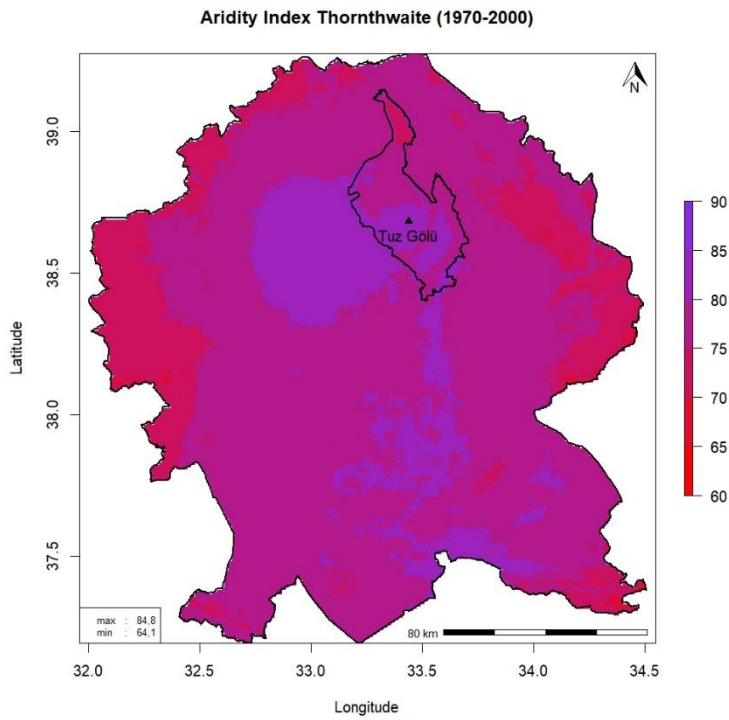 Aridity Index Thornthwaite (1970-2000)
N
39.0
38.5
38.0
37.5
Latitude
Tuz Gölü
90
85
80
75
70
65
60
max : 84,8
min : 64,1
80 km
32.0 32.5 33.0 33.5 34.0 34.5
Longitude